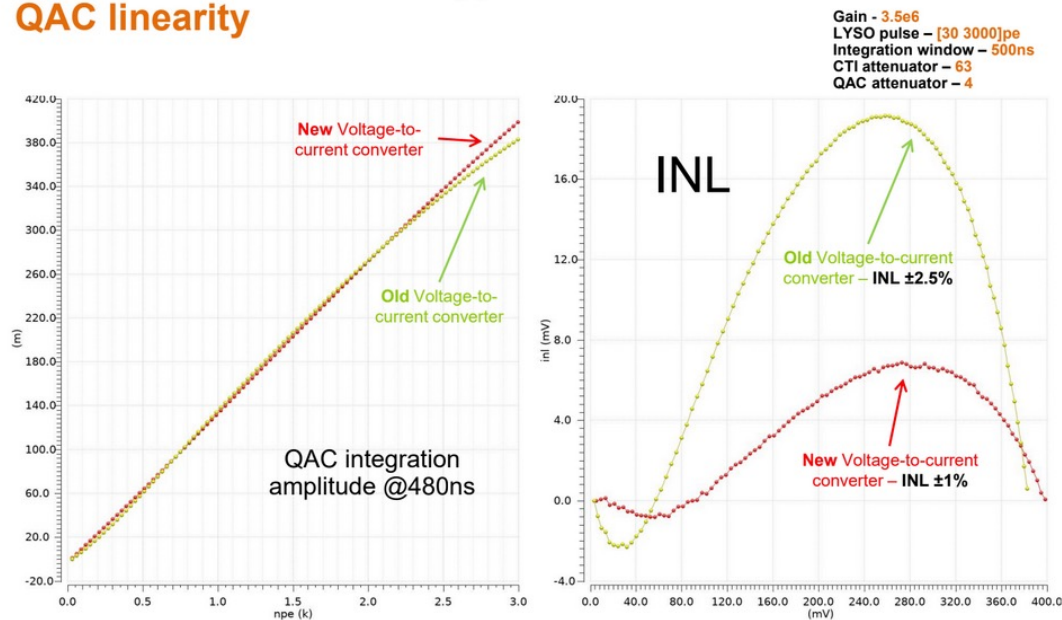 QAC linearity
Gain - 3.5e6
LYSO pulse – [30 3000]pe
Integration window – 500ns
CTI attenuator – 63
QAC attenuator – 4
420.0
380.0
340.0
300.0
260.0
220.0
180.0
140.0
100.0
60.0
20.0
-20.0
(m)
New Voltage-to-
current converter
Old Voltage-to-
current converter
QAC integration
amplitude @480ns
0.0 0.5 1.0 1.5 2.0 2.5 3.0
npe (k)
20.0
16.0
12.0
8.0
4.0
0.0
-4.0
inl (mV)
INL
Old Voltage-to-current
converter – INL ±2.5%
New Voltage-to-current
converter – INL ±1%
0.0 40.0 80.0 120.0 160.0 200.0 240.0 280.0 320.0 360.0 400.0
(mV)